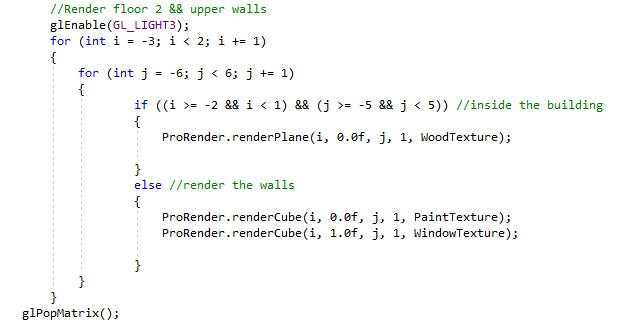 //Render floor 2 && upper walls
glEnable(GL_LIGHT3);
for (int i = -3; i < 2; i += 1)
{
for (int j = -6; j < 6; j += 1)
{
if ((i >= -2 && i < 1) && (j >= -5 && j < 5)) //inside the building
{
ProRender.renderPlane(i, 0.0f, j, 1, WoodTexture);
}
else //render the walls
{
ProRender.renderCube(i, 0.0f, j, 1, PaintTexture);
ProRender.renderCube(i, 1.0f, j, 1, WindowTexture);
}
}
}
glPopMatrix();